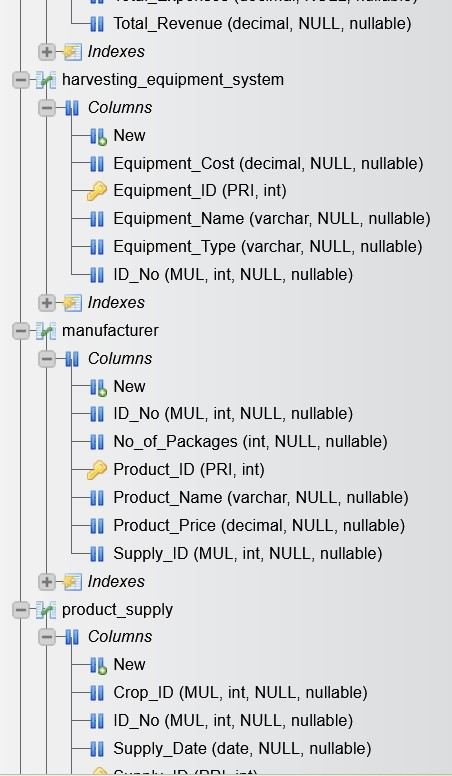 Total_Expenses (decimal, NULL, nullable)
Total_Revenue (decimal, NULL, nullable)
Indexes
harvesting_equipment_system
Columns
New
Equipment_Cost (decimal, NULL, nullable)
Equipment_ID (PRI, int)
Equipment_Name (varchar, NULL, nullable)
Equipment_Type (varchar, NULL, nullable)
ID_No (MUL, int, NULL, nullable)
Indexes
manufacturer
Columns
New
ID_No (MUL, int, NULL, nullable)
No_of_Packages (int, NULL, nullable)
Product_ID (PRI, int)
Product_Name (varchar, NULL, nullable)
Product_Price (decimal, NULL, nullable)
Supply_ID (MUL, int, NULL, nullable)
Indexes
product_supply
Columns
New
Crop_ID (MUL, int, NULL, nullable)
ID_No (MUL, int, NULL, nullable)
Supply_Date (date, NULL, nullable)
Supply_ID (PRI, int)